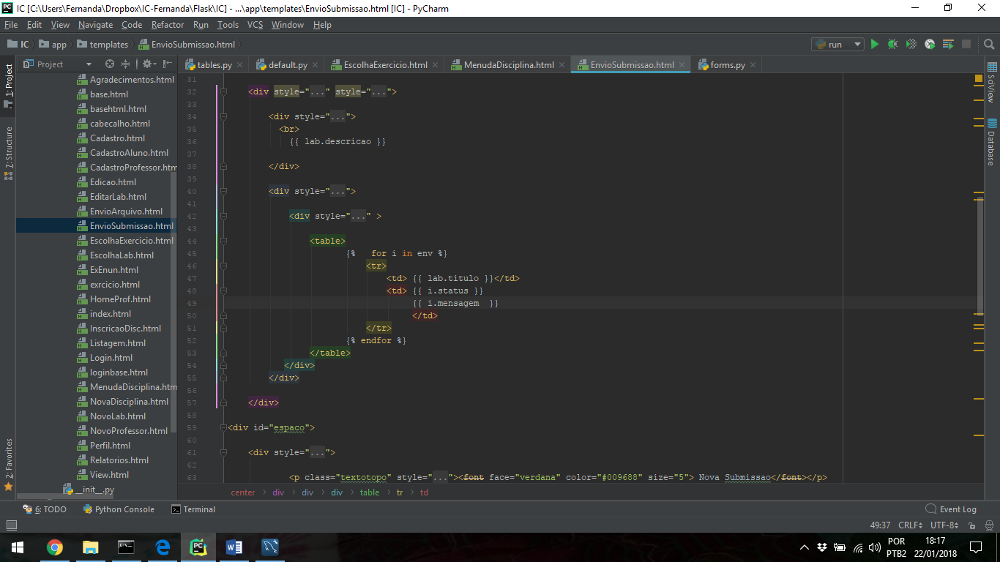 IC [C:\Users\Fernanda\Dropbox\IC-Fernanda\Flask\IC] - ...\app\templates\EnvioSubmissao.html [IC] - PyCharm
File Edit View Navigate Code Refactor Run Tools VCS Window Help
IC app templates EnvioSubmissao.html run
Project tables.py default.py EscolhaExercicio.html MenudaDisciplina.html EnvioSubmissao.html forms.py
1: Project
7: Structure
2: Favorites
Agradecimentos.html
base.html
basehtml.html
cabecalho.html
Cadastro.html
CadastroAluno.html
CadastroProfessor.htm
Edicao.html
EditarLab.html
EnvioArquivo.html
EnvioSubmissao.html
EscolhaExercicio.html
EscolhaLab.html
ExEnun.html
exrcicio.html
HomeProf.html
index.html
InscricaoDisc.html
Listagem.html
Login.html
loginbase.html
MenudaDisciplina.htm
NovaDisciplina.html
NovoLab.html
NovoProfessor.html
Perfil.html
Relatorios.html
View.html
__init__.py
31
32 <div style="..." style="...">
33
34 <div style="...">
35 <br>
36 {{ lab.descricao }}
37
38 </div>
39
40 <div style="...">
41
42 <div style="..." >
43
44 <table>
45 {% for i in env %}
46 <tr>
47 <td> {{ lab.titulo }}</td>
48 <td> {{ i.status }}
49 {{ i.mensagem }}
50 </td>
51 </tr>
52 {% endfor %}
53 </table>
54 </div>
55 </div>
56
57 </div>
58
59 <div id="espaco">
60
61 <div style="...">
62
63 <p class="textotopo" style="..."><font face="verdana" color="#009688" size="5"> Nova Submissao</font></p>
SciView
Database
center div div div table tr td
6: TODO Python Console Terminal Event Log
49:37 CRLF UTF-8
POR
PTB2
18:17
22/01/2018